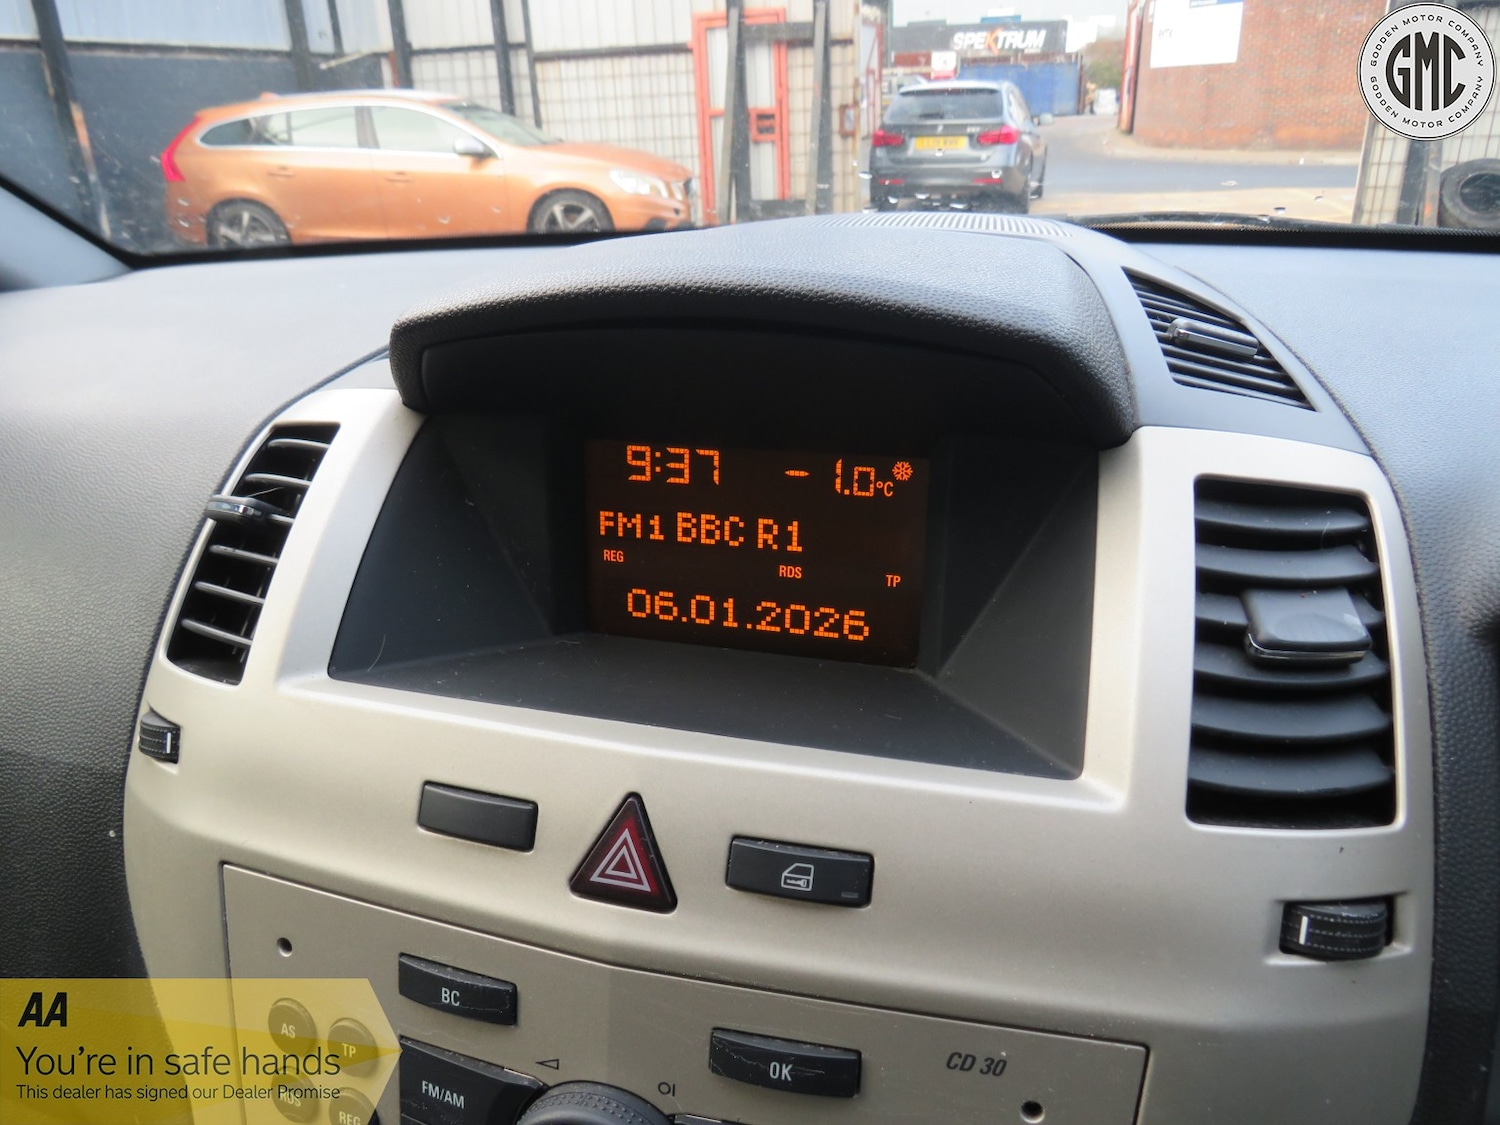 SPEKTRUM
GODDEN MOTOR COMPANY
GMC
GODDEN MOTOR COMPANY
9:37 -1.0°C
FM1 BBC R1
REG RDS TP
06.01.2026
BC
OK
CD 30
AS
TP
FM/AM
RDS
REG
AA
You're in safe hands
This dealer has signed our Dealer Promise